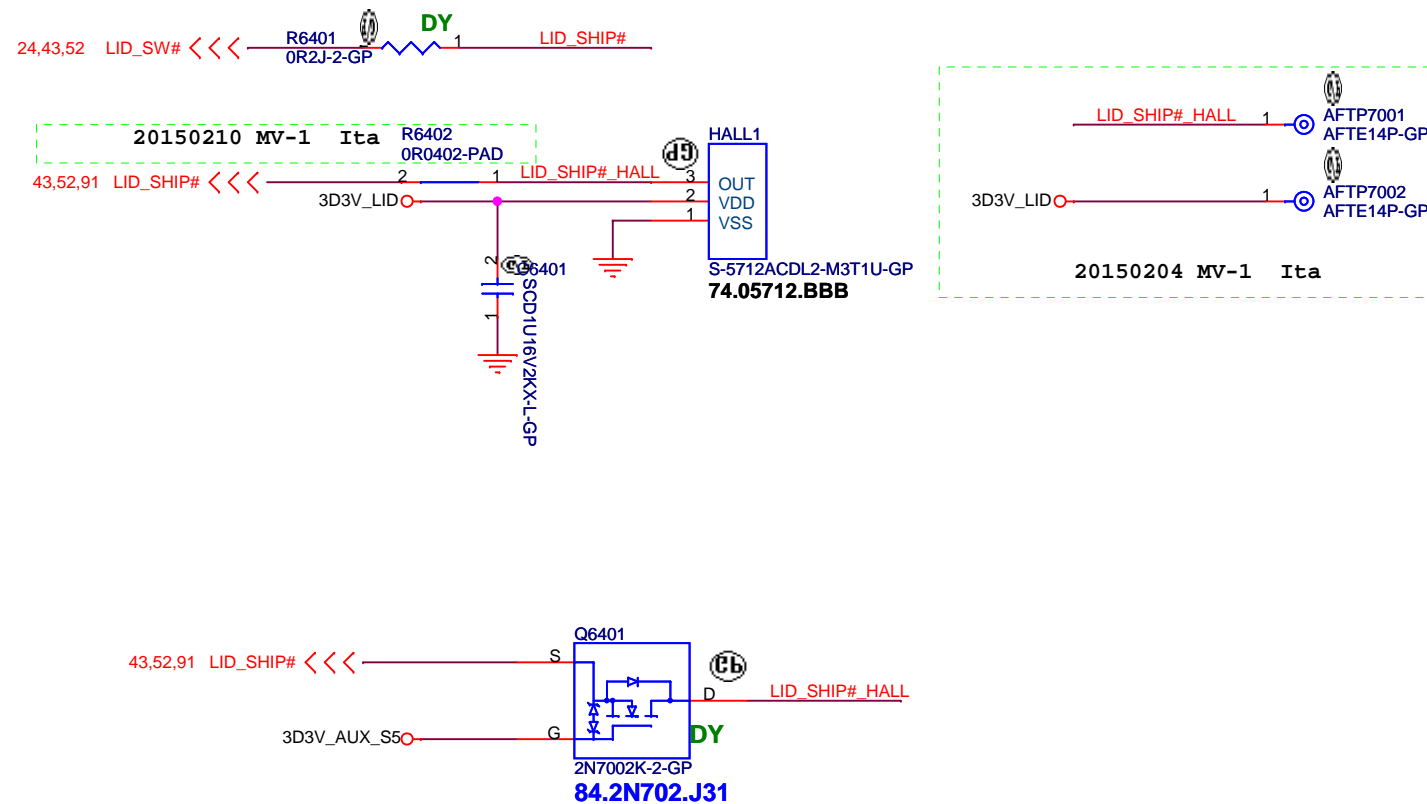 24,43,52 LID_SW#
R6401
0R2J-2-GP
DY
1
LID_SHIP#
20150210 MV-1 Ita
R6402
0R0402-PAD
43,52,91 LID_SHIP#
2
1
LID_SHIP#_HALL
3D3V_LID
HALL1
GP
3
2
1
OUT
VDD
VSS
S-5712ACDL2-M3T1U-GP
74.05712.BBB
2
1
C6401
SCD1U16V2KX-L-GP
LID_SHIP#_HALL
1
AFTP7001
AFTE14P-GP
3D3V_LID
1
AFTP7002
AFTE14P-GP
20150204 MV-1 Ita
Q6401
43,52,91 LID_SHIP#
S
D
LID_SHIP#_HALL
3D3V_AUX_S5
G
DY
2N7002K-2-GP
84.2N702.J31